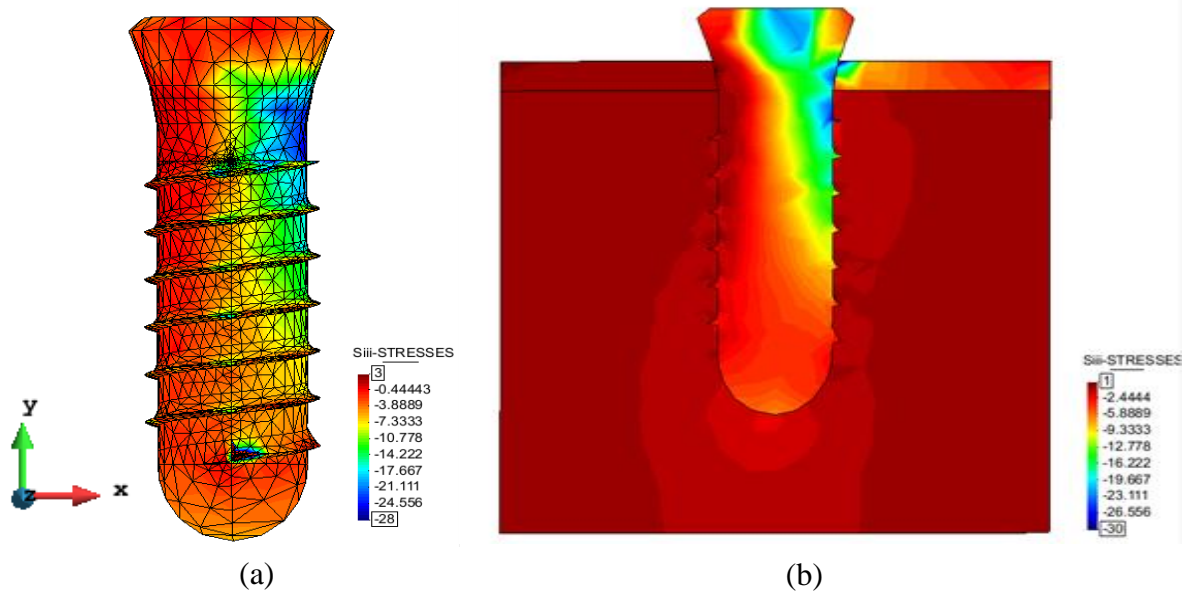 Siii-STRESSES
3
-0.44443
-3.8889
-7.3333
-10.778
-14.222
-17.667
-21.111
-24.556
-28
y
z
x
(a)
Siii-STRESSES
1
-2.4444
-5.8889
-9.3333
-12.778
-16.222
-19.667
-23.111
-26.556
-30
(b)